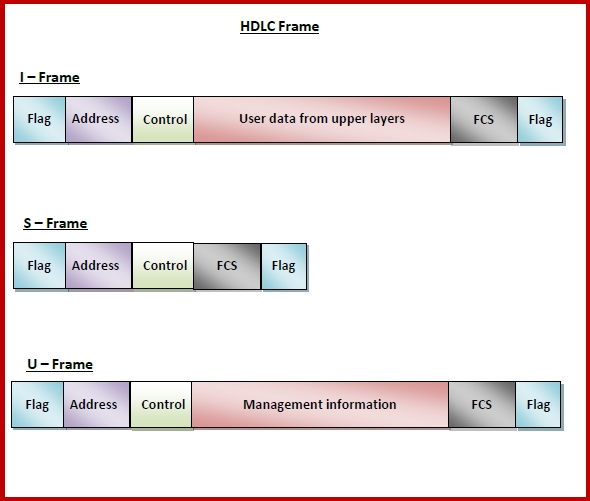 HDLC Frame
I – Frame
Flag Address Control User data from upper layers FCS Flag
S – Frame
Flag Address Control FCS Flag
U – Frame
Flag Address Control Management information FCS Flag